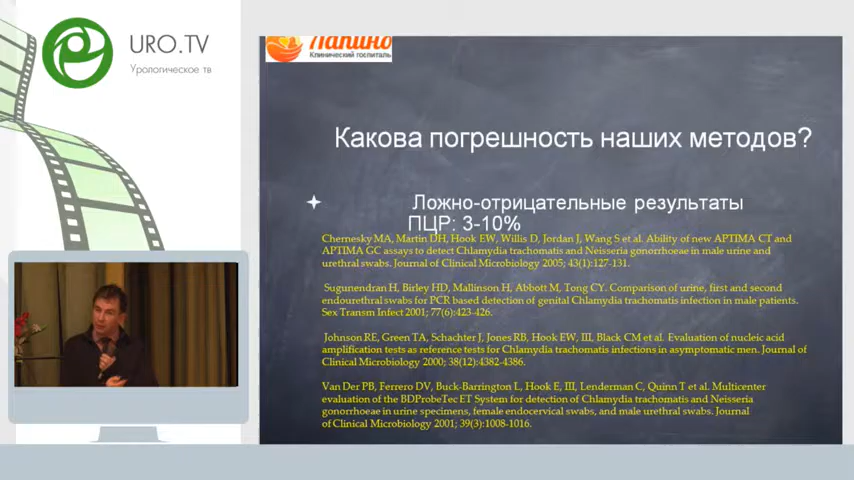 URO.TV
Урологическое тв
Лапино
Клинический госпиталь
Какова погрешность наших методов?
Ложно-отрицательные результаты
ПЦР: 3-10%
Chernesky MA, Martin DH, Hook EW, Willis D, Jordan J, Wang S et al. Ability of new APTIMA CT and
APTIMA GC assays to detect Chlamydia trachomatis and Neisseria gonorrhoeae in male urine and
urethral swabs. Journal of Clinical Microbiology 2005; 43(1):127-131.
Sugunendran H, Birley HD, Mallinson H, Abbott M, Tong CY. Comparison of urine, first and second
endourethral swabs for PCR based detection of genital Chlamydia trachomatis infection in male patients.
Sex Transm Infect 2001; 77(6):423-426.
Johnson RE, Green TA, Schachter J, Jones RB, Hook EW, III, Black CM et al. Evaluation of nucleic acid
amplification tests as reference tests for Chlamydia trachomatis infections in asymptomatic men. Journal of
Clinical Microbiology 2000; 38(12):4382-4386.
Van Der PB, Ferrero DV, Buck-Barrington L, Hook E, III, Lenderman C, Quinn T et al. Multicenter
evaluation of the BDProbeTec ET System for detection of Chlamydia trachomatis and Neisseria
gonorrhoeae in urine specimens, female endocervical swabs, and male urethral swabs. Journal
of Clinical Microbiology 2001; 39(3):1008-1016.